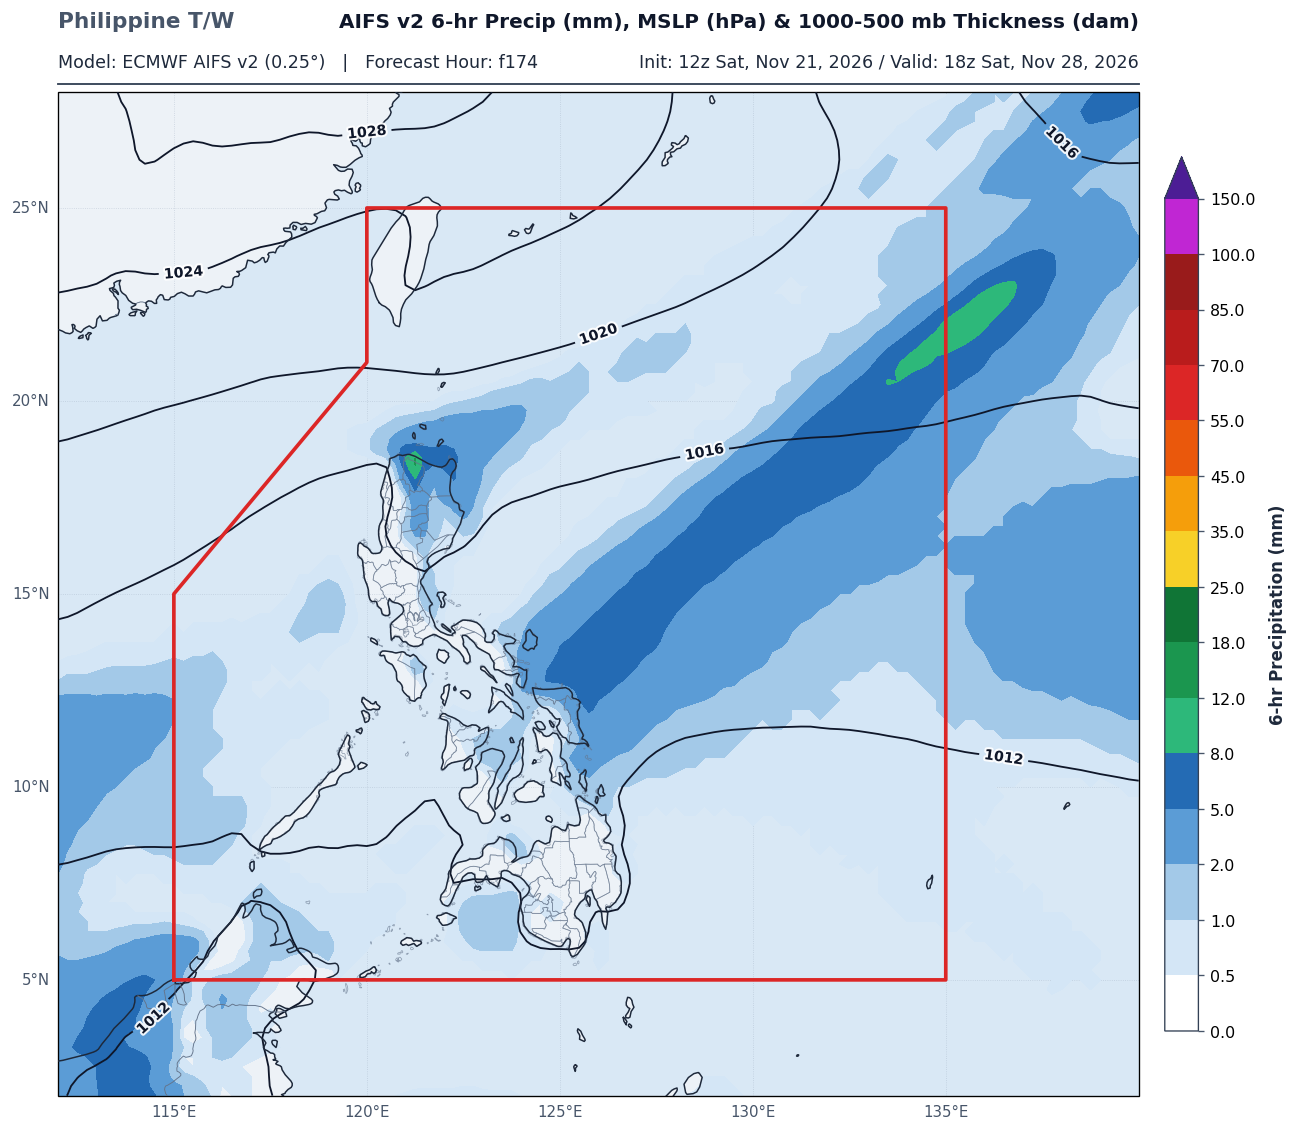 Philippine T/W
AIFS v2 6-hr Precip (mm), MSLP (hPa) & 1000-500 mb Thickness (dam)
Model: ECMWF AIFS v2 (0.25°) | Forecast Hour: f174
Init: 12z Sat, Nov 21, 2026 / Valid: 18z Sat, Nov 28, 2026
1028
1016
1024
1020
1016
1012
1012
25°N
20°N
15°N
10°N
5°N
115°E
120°E
125°E
130°E
135°E
150.0
100.0
85.0
70.0
55.0
45.0
35.0
25.0
18.0
12.0
8.0
5.0
2.0
1.0
0.5
0.0
6-hr Precipitation (mm)